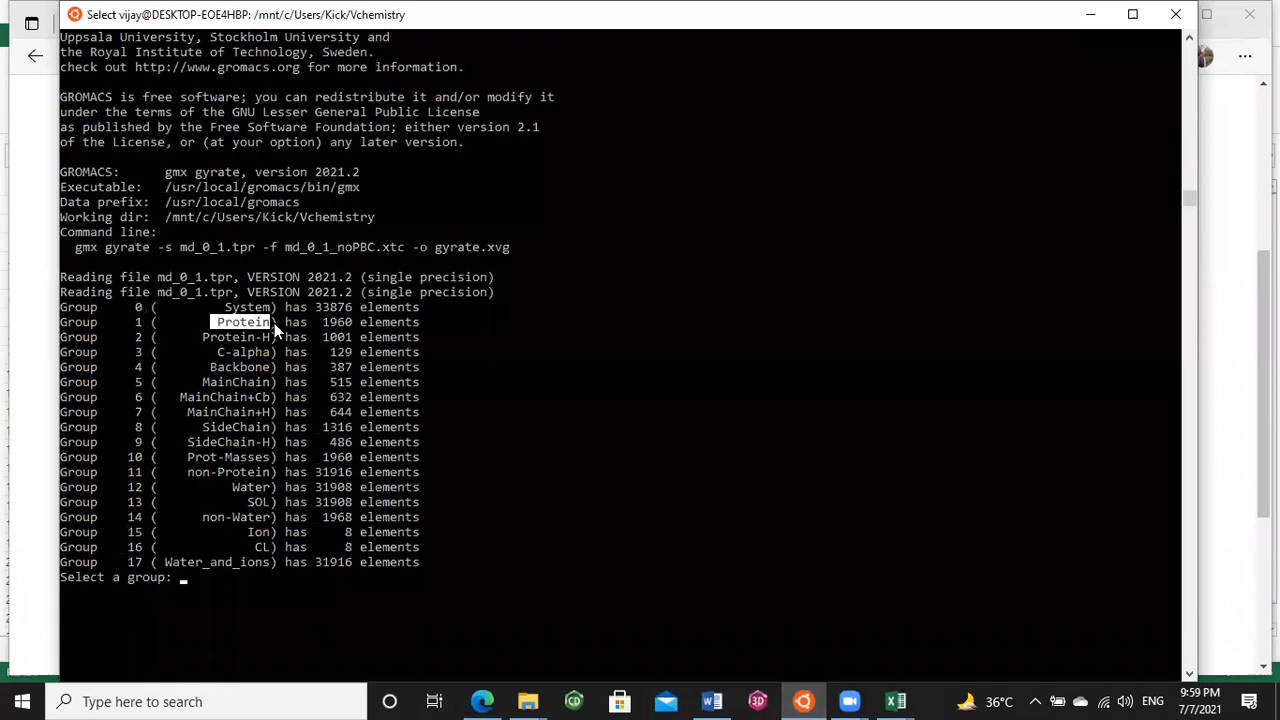 Select vijay@DESKTOP-EOE4HBP: /mnt/c/Users/Kick/Vchemistry
Uppsala University, Stockholm University and
the Royal Institute of Technology, Sweden.
check out http://www.gromacs.org for more information.
GROMACS is free software; you can redistribute it and/or modify it
under the terms of the GNU Lesser General Public License
as published by the Free Software Foundation; either version 2.1
of the License, or (at your option) any later version.
GROMACS:      gmx gyrate, version 2021.2
Executable:   /usr/local/gromacs/bin/gmx
Data prefix:  /usr/local/gromacs
Working dir:  /mnt/c/Users/Kick/Vchemistry
Command line:
gmx gyrate -s md_0_1.tpr -f md_0_1_noPBC.xtc -o gyrate.xvg
Reading file md_0_1.tpr, VERSION 2021.2 (single precision)
Reading file md_0_1.tpr, VERSION 2021.2 (single precision)
Group     0 (         System) has 33876 elements
Group     1 (        Protein) has  1960 elements
Group     2 (      Protein-H) has  1001 elements
Group     3 (        C-alpha) has   129 elements
Group     4 (       Backbone) has   387 elements
Group     5 (      MainChain) has   515 elements
Group     6 (   MainChain+Cb) has   632 elements
Group     7 (    MainChain+H) has   644 elements
Group     8 (      SideChain) has  1316 elements
Group     9 (    SideChain-H) has   486 elements
Group    10 (    Prot-Masses) has  1960 elements
Group    11 (    non-Protein) has 31916 elements
Group    12 (          Water) has 31908 elements
Group    13 (            SOL) has 31908 elements
Group    14 (      non-Water) has  1968 elements
Group    15 (            Ion) has     8 elements
Group    16 (             CL) has     8 elements
Group    17 ( Water_and_ions) has 31916 elements
Select a group:
Type here to search
36°C
ENG
9:59 PM
7/7/2021